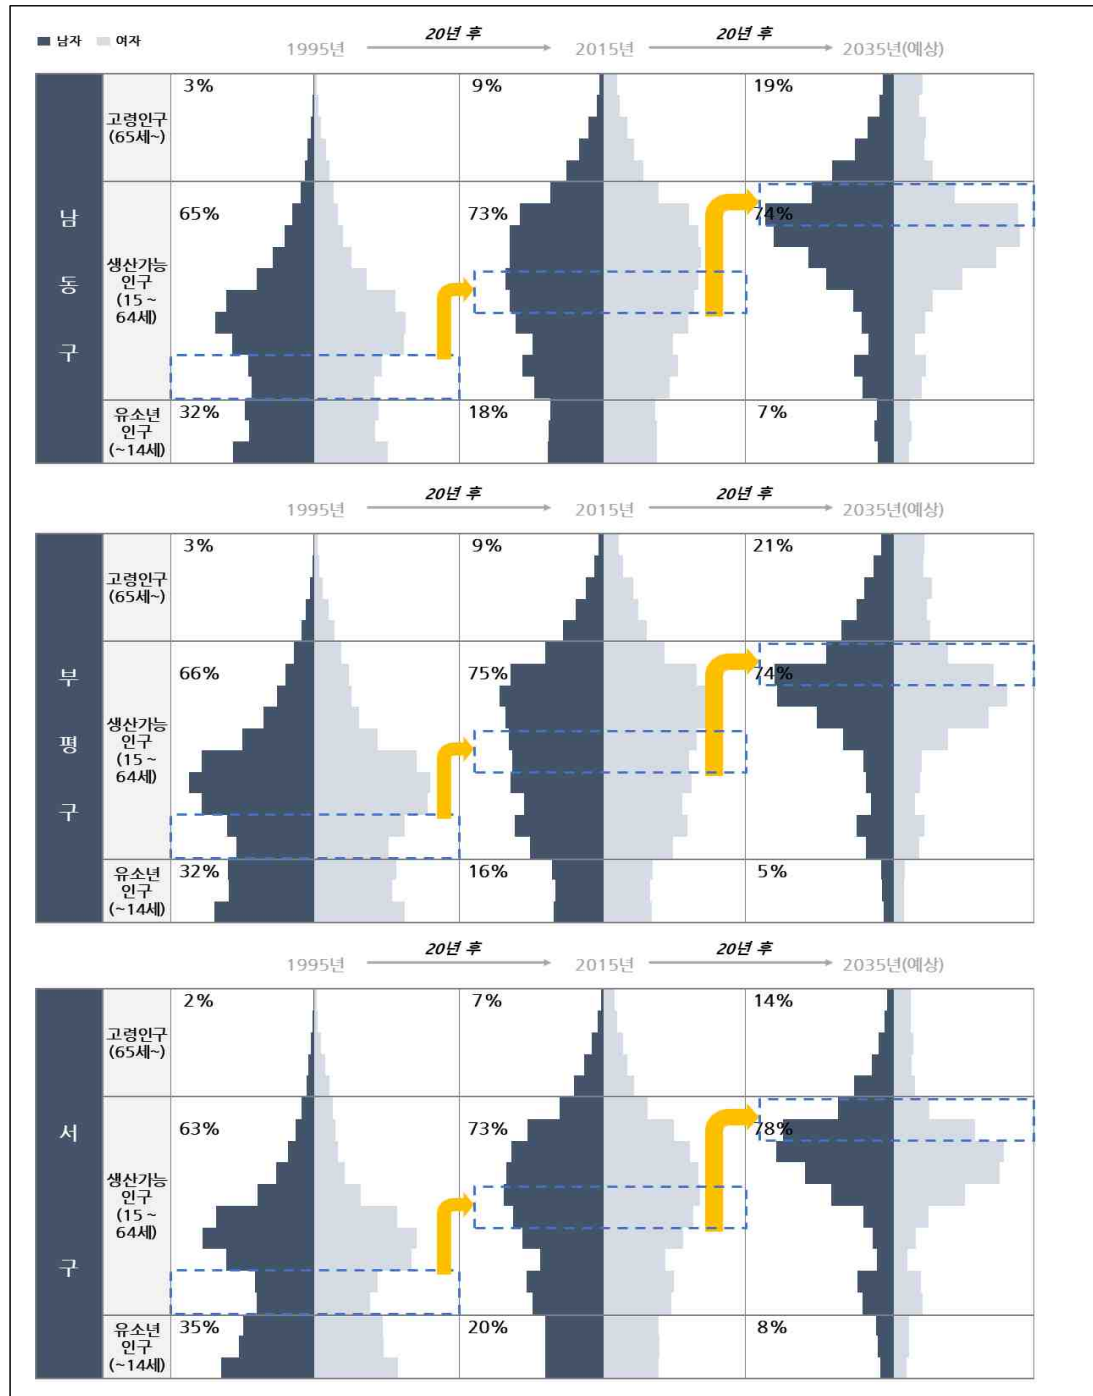 남자 여자
1995년 20년 후 2015년 20년 후 2035년(예상)
남
동
구
고령인구
(65세~)
3% 9% 19%
생산가능
인구
(15~
64세)
65% 73% 74%
유소년
인구
(~14세)
32% 18% 7%
1995년 20년 후 2015년 20년 후 2035년(예상)
부
평
구
고령인구
(65세~)
3% 9% 21%
생산가능
인구
(15~
64세)
66% 75% 74%
유소년
인구
(~14세)
32% 16% 5%
1995년 20년 후 2015년 20년 후 2035년(예상)
서
구
고령인구
(65세~)
2% 7% 14%
생산가능
인구
(15~
64세)
63% 73% 78%
유소년
인구
(~14세)
35% 20% 8%